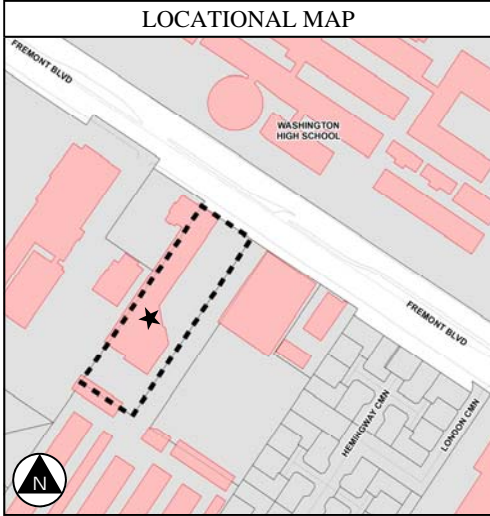 LOCATIONAL MAP
FREMONT BLVD
WASHINGTON
HIGH SCHOOL
FREMONT BLVD
HEMINGWAY CMN
LONDON CMN
N